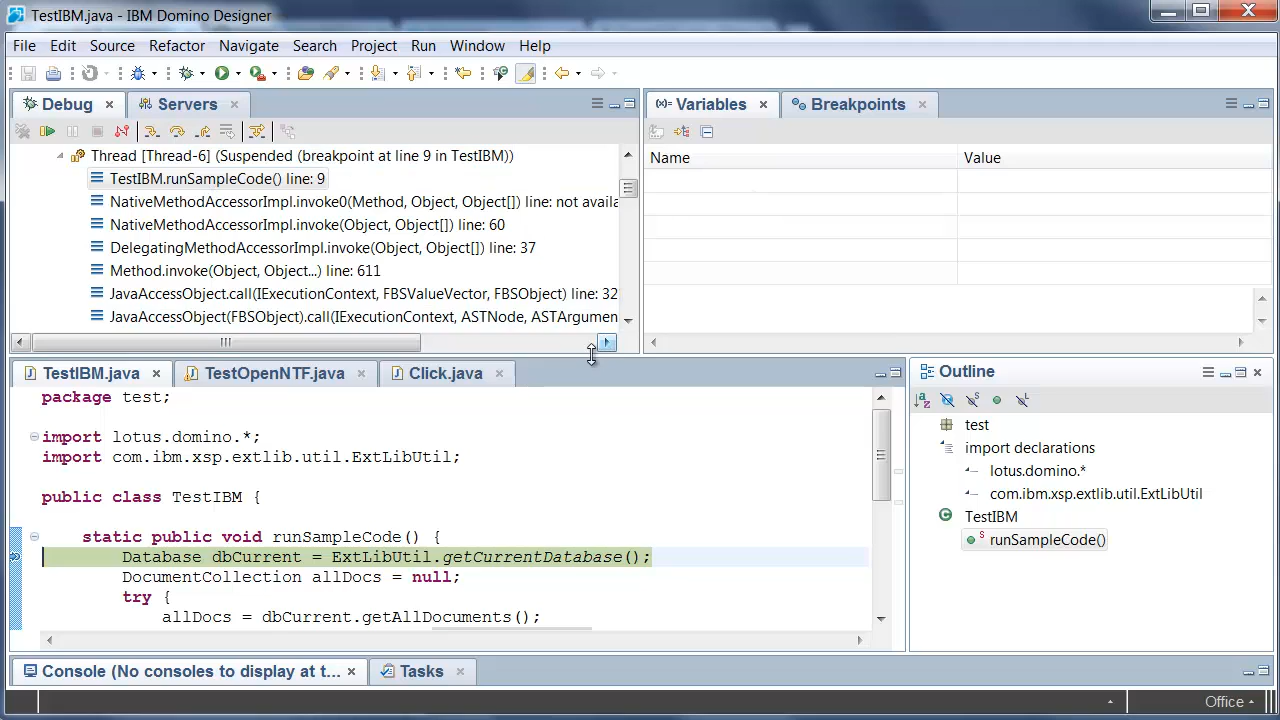 TestIBM.java - IBM Domino Designer
File Edit Source Refactor Navigate Search Project Run Window Help
Debug Servers
Variables Breakpoints
Thread [Thread-6] (Suspended (breakpoint at line 9 in TestIBM))
TestIBM.runSampleCode() line: 9
NativeMethodAccessorImpl.invoke0(Method, Object, Object[]) line: not availa
NativeMethodAccessorImpl.invoke(Object, Object[]) line: 60
DelegatingMethodAccessorImpl.invoke(Object, Object[]) line: 37
Method.invoke(Object, Object...) line: 611
JavaAccessObject.call(IExecutionContext, FBSValueVector, FBSObject) line: 32
JavaAccessObject(FBSObject).call(IExecutionContext, ASTNode, ASTArgumen
Name Value
TestIBM.java TestOpenNTF.java Click.java
package test;
import lotus.domino.*;
import com.ibm.xsp.extlib.util.ExtLibUtil;
public class TestIBM {
static public void runSampleCode() {
Database dbCurrent = ExtLibUtil.getCurrentDatabase();
DocumentCollection allDocs = null;
try {
allDocs = dbCurrent.getAllDocuments();
Outline
test
import declarations
lotus.domino.*
com.ibm.xsp.extlib.util.ExtLibUtil
TestIBM
runSampleCode()
Console (No consoles to display at t... Tasks
Office